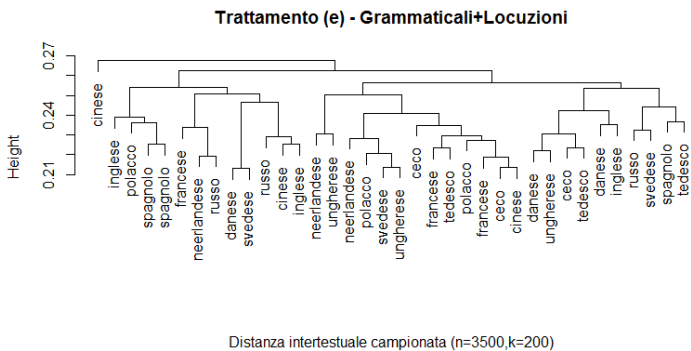 Trattamento (e) - Grammaticali+Locuzioni
Height
0.27
0.24
0.21
cinese
inglese
polacco
spagnolo
spagnolo
francese
neerlandese
russo
danese
svedese
russo
cinese
inglese
neerlandese
ungherese
neerlandese
polacco
svedese
ungherese
ceco
francese
tedesco
polacco
francese
ceco
cinese
danese
ungherese
ceco
tedesco
danese
inglese
russo
svedese
spagnolo
tedesco
Distanza intertestuale campionata (n=3500,k=200)